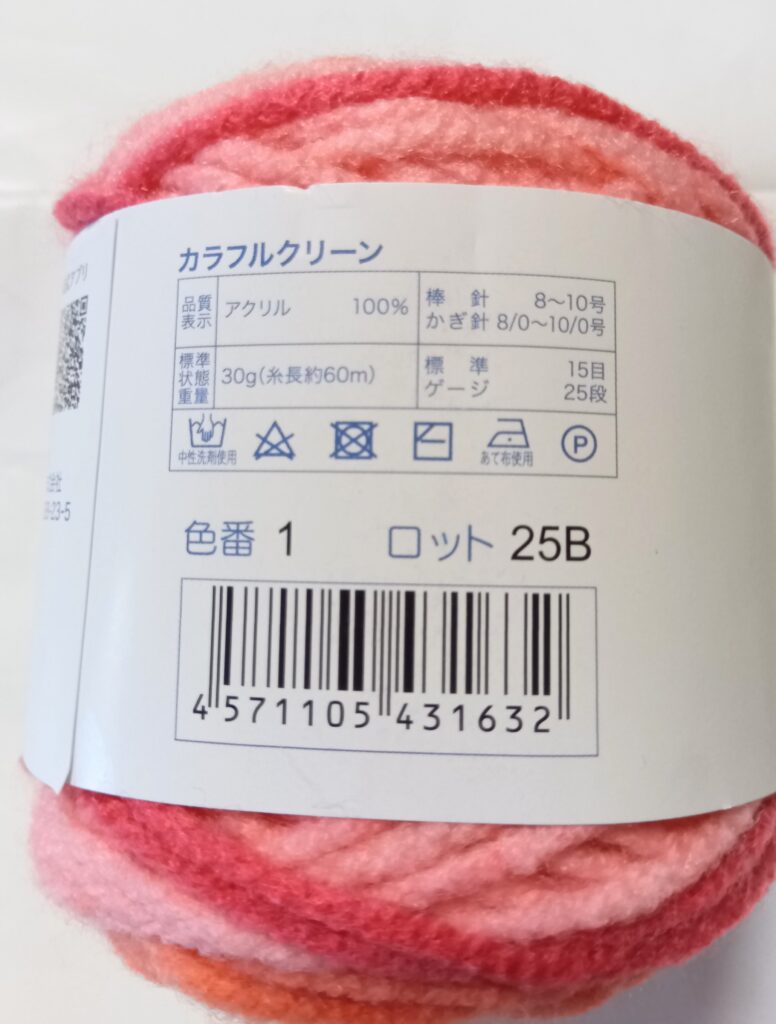 カラフルクリーン
品質表示 アクリル 100%
棒針 8〜10号
かぎ針 8/0〜10/0号
標準状態重量 30g(糸長約60m)
標準ゲージ 15目 25段
中性洗剤使用
あて布使用
P
色番 1 ロット 25B
4 571105 431632
-23-5